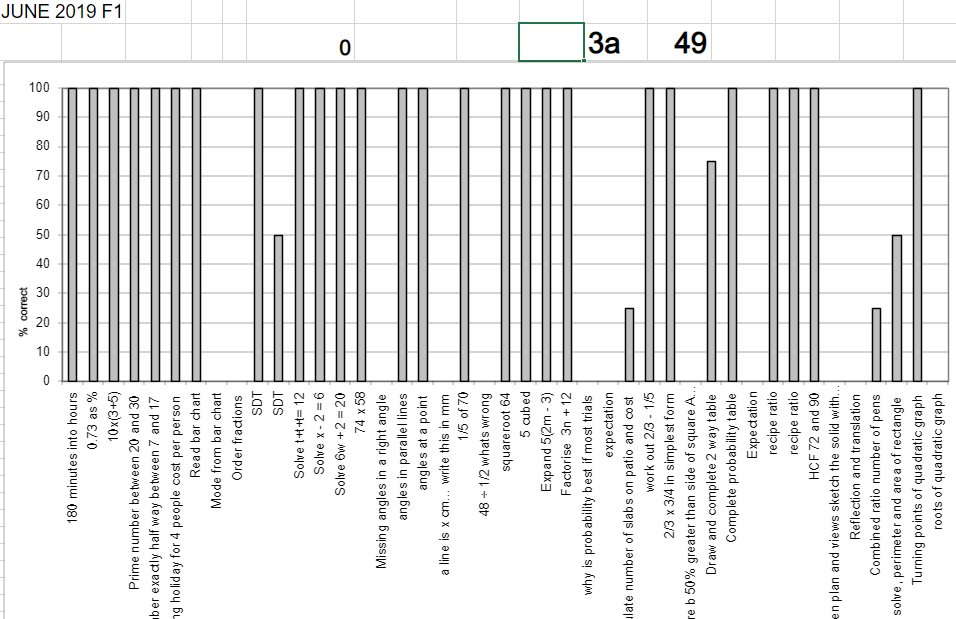 JUNE 2019 F1
0
3a
49
% correct
100
90
80
70
60
50
40
30
20
10
0
180 minutes into hours
0.73 as %
10x(3+5)
Prime number between 20 and 30
ber exactly half way between 7 and 17
ng holiday for 4 people cost per person
Read bar chart
Mode from bar chart
Order fractions
SDT
SDT
Solve t+t+t= 12
Solve x - 2 = 6
Solve 6w + 2 = 20
74 x 58
Missing angles in a right angle
angles in parallel lines
angles at a point
a line is x cm... write this in mm
1/5 of 70
48 ÷ 1/2 whats wrong
squareroot 64
5 cubed
Expand 5(2m - 3)
Factorise 3n + 12
why is probability best if most trials
expectation
ulate number of slabs on patio and cost
work out 2/3 - 1/5
2/3 x 3/4 in simplest form
re b 50% greater than side of square A...
Draw and complete 2 way table
Complete probability table
Expectation
recipe ratio
recipe ratio
HCF 72 and 90
en plan and views sketch the solid with...
Reflection and translation
Combined ratio number of pens
solve, perimeter and area of rectangle
Turning points of quadratic graph
roots of quadratic graph